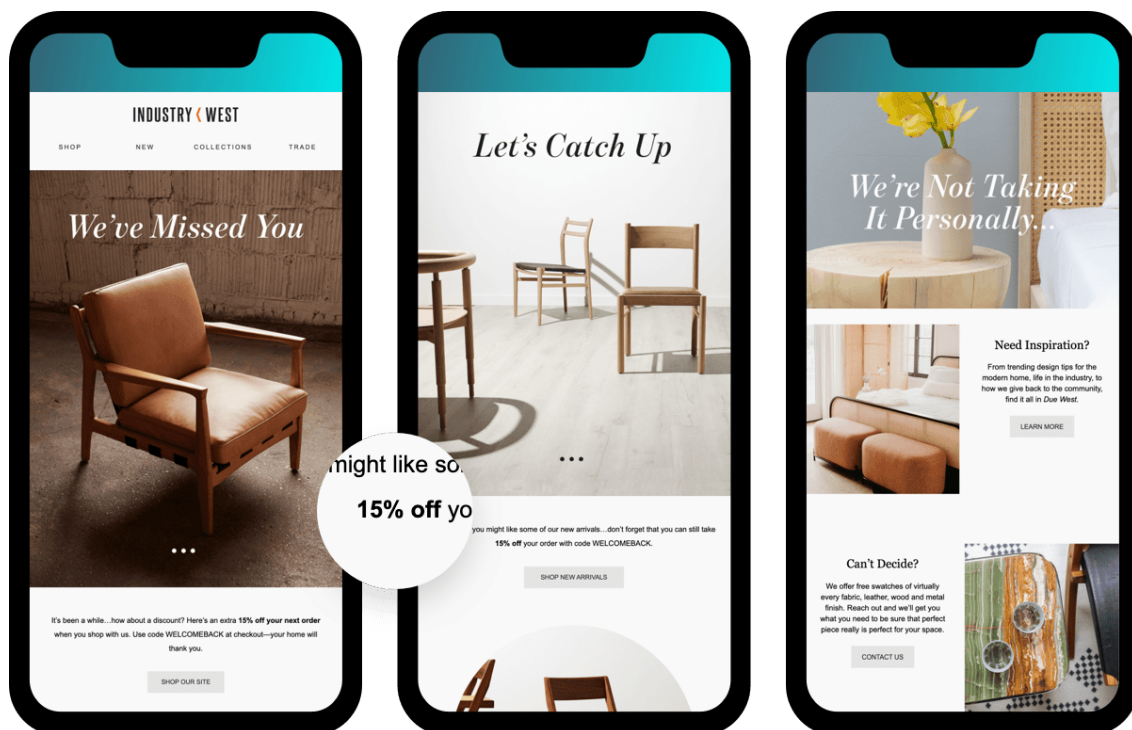 INDUSTRY WEST
SHOP NEW COLLECTIONS TRADE
We've Missed You
It's been a while...how about a discount? Here's an extra 15% off your next order
when you shop with us. Use code WELCOMEBACK at checkout—your home will
thank you.
SHOP OUR SITE
might like so
15% off yo
Let's Catch Up
you might like some of our new arrivals...don't forget that you can still take
15% off your order with code WELCOMEBACK.
SHOP NEW ARRIVALS
We're Not Taking
It Personally...
Need Inspiration?
From trending design tips for the
modern home, life in the industry, to
how we give back to the community,
find it all in Due West.
LEARN MORE
Can't Decide?
We offer free swatches of virtually
every fabric, leather, wood and metal
finish. Reach out and we'll get you
what you need to be sure that perfect
piece really is perfect for your space.
CONTACT US